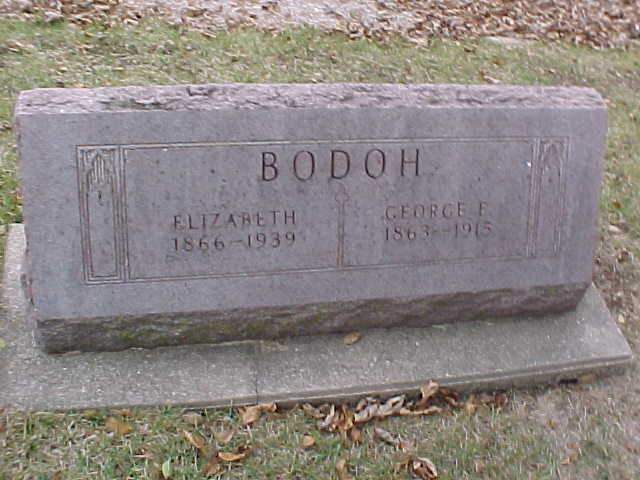 BODOH
ELIZABETH
1866-1939
GEORGE E.
1863-1915